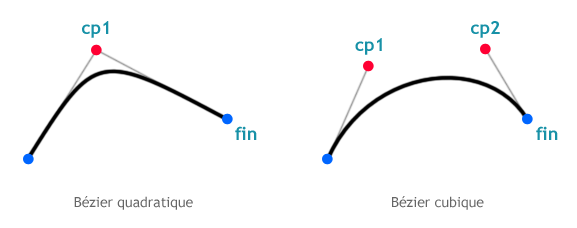 cp1
fin
Bézier quadratique
cp1
cp2
fin
Bézier cubique